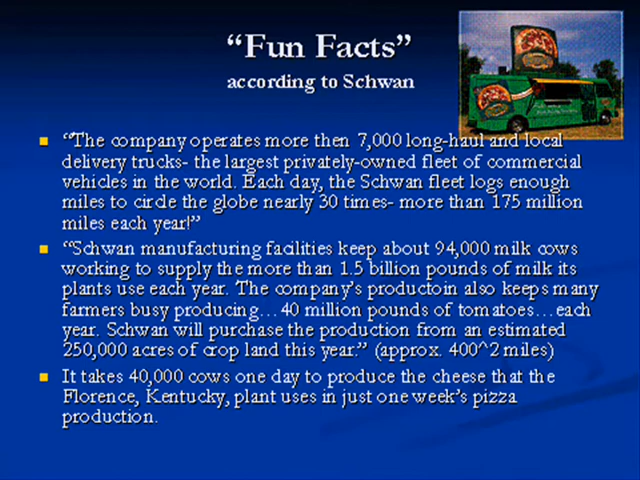 “Fun Facts”
according to Schwan
“The company operates more then 7,000 long-haul and local
delivery trucks- the largest privately-owned fleet of commercial
vehicles in the world. Each day, the Schwan fleet logs enough
miles to circle the globe nearly 30 times- more than 175 million
miles each year!”
“Schwan manufacturing facilities keep about 94,000 milk cows
working to supply the more than 1.5 billion pounds of milk its
plants use each year. The company’s productoin also keeps many
farmers busy producing…40 million pounds of tomatoes…each
year. Schwan will purchase the production from an estimated
250,000 acres of crop land this year.” (approx. 400^2 miles)
It takes 40,000 cows one day to produce the cheese that the
Florence, Kentucky, plant uses in just one week’s pizza
production.